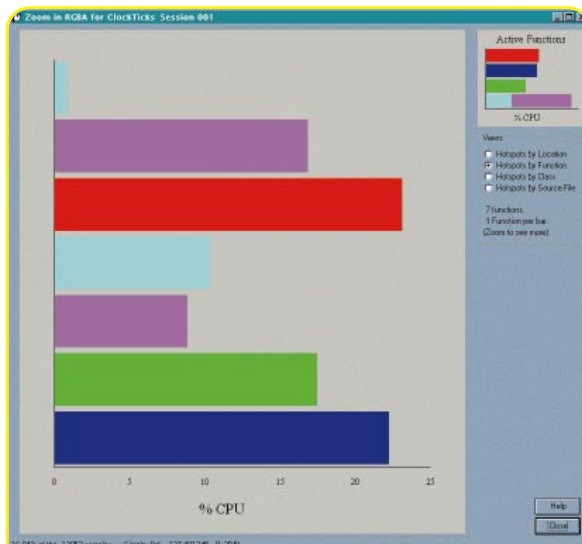 Zoom in RGBA for ClockTicks Session 001
Active Functions
% CPU
Views:
Hotspots by Location
Hotspots by Function
Hotspots by Class
Hotspots by Source File
7 functions.
1 Function per bar.
(Zoom to see more)
0 5 10 15 20 25
% CPU
Help
Close